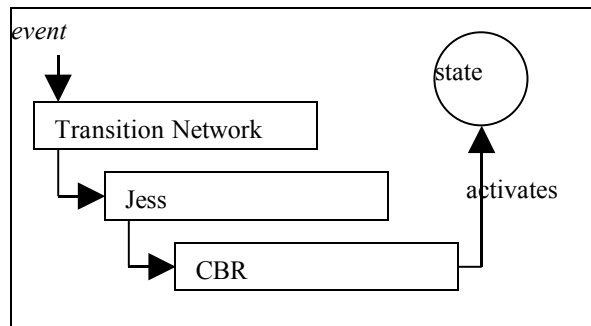 event
state
Transition Network
Jess
activates
CBR